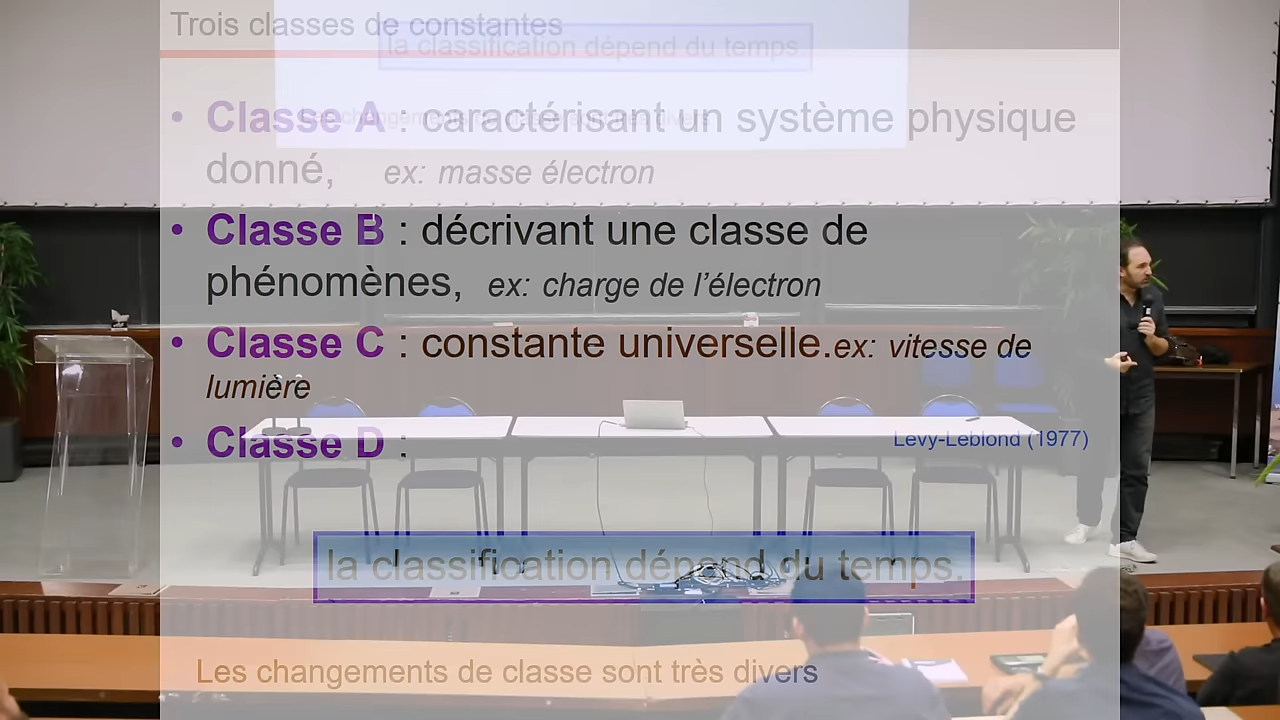 Trois classes de constantes
• Classe A : caractérisant un système physique
donné, ex: masse électron
• Classe B : décrivant une classe de
phénomènes, ex: charge de l’électron
• Classe C : constante universelle.ex: vitesse de
lumière
• Classe D :
Levy-Leblond (1977)
la classification dépend du temps.
Les changements de classe sont très divers
la classification dépend du temps.